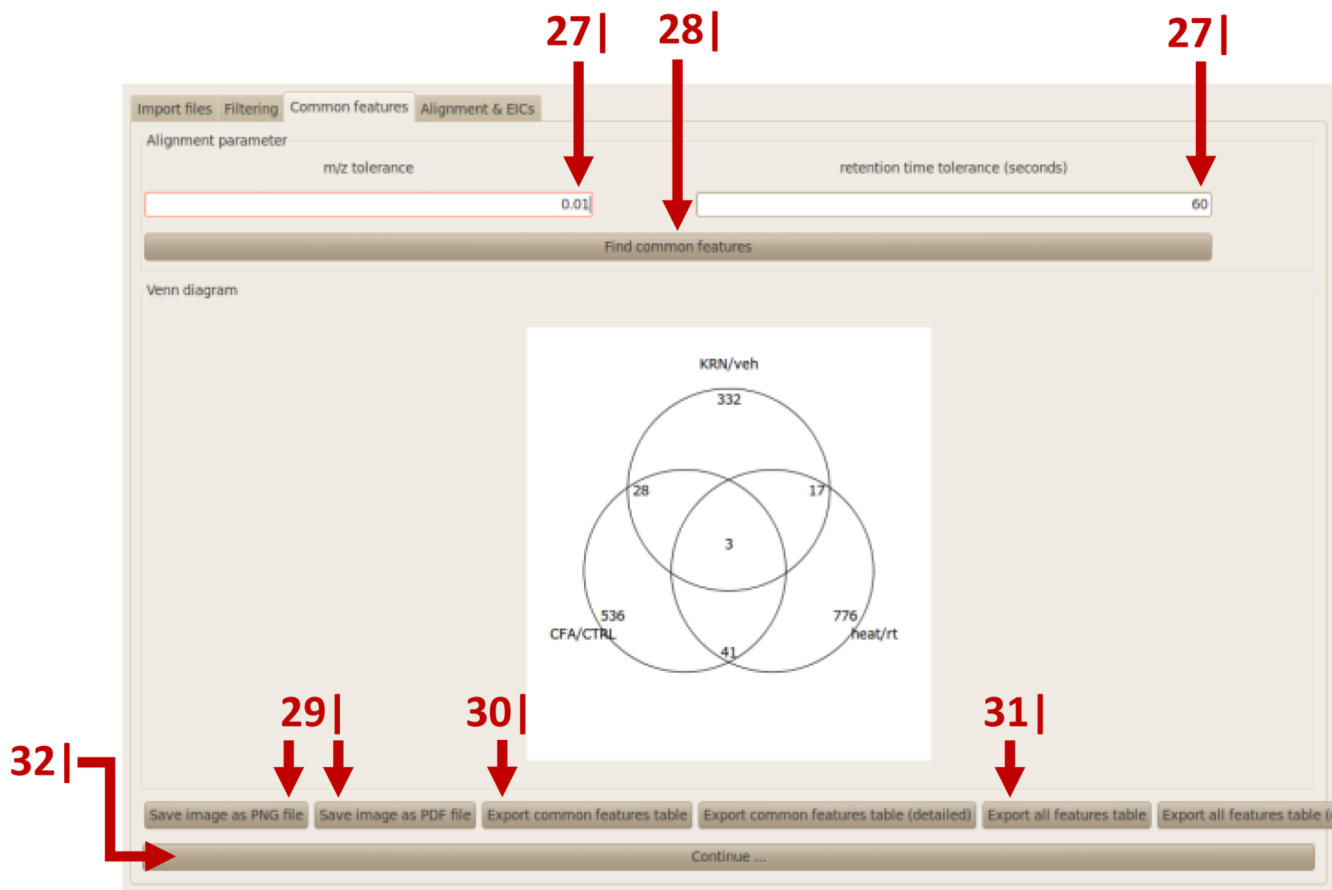 27|
28|
27|
Import files Filtering Common features Alignment & EICs
Alignment parameter
m/z tolerance retention time tolerance (seconds)
0.01 60
Find common features
Venn diagram
KRN/veh
332
28 17
3
536 776
CFA/CTRL heat/rt
41
29| 30| 31|
32|
Save image as PNG file Save image as PDF file Export common features table Export common features table (detailed) Export all features table Export all features table (
Continue ...